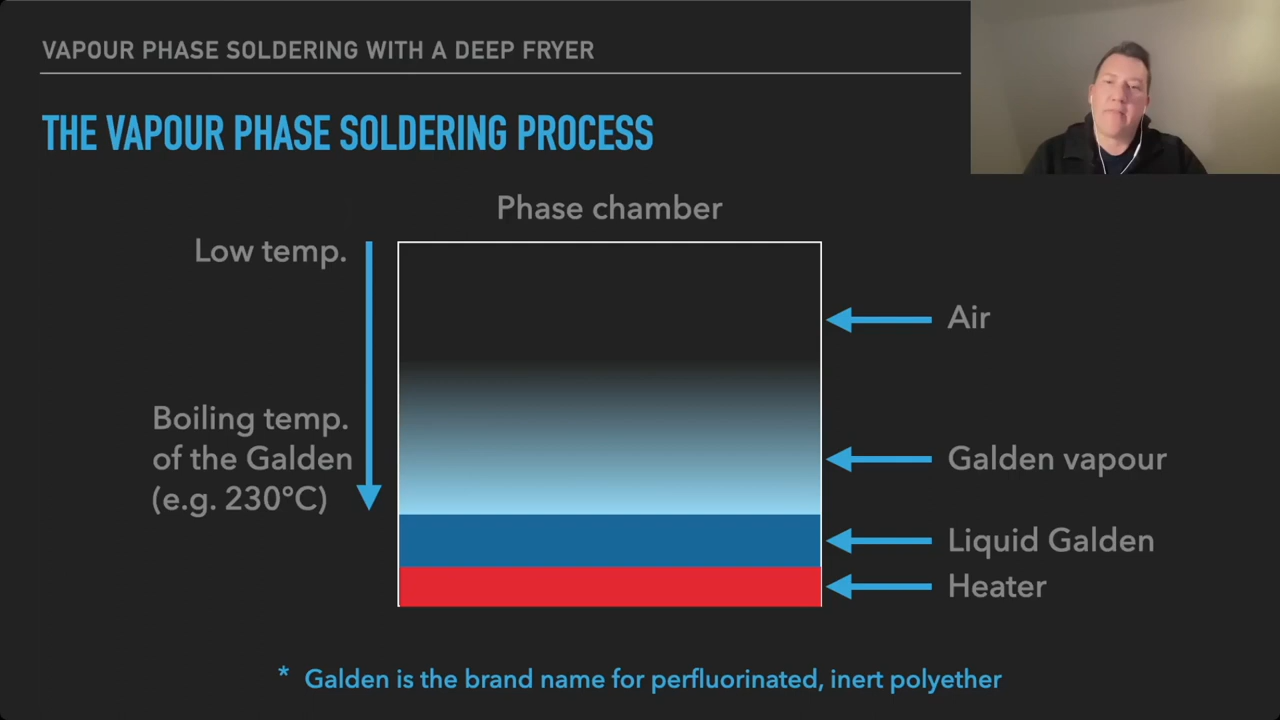 VAPOUR PHASE SOLDERING WITH A DEEP FRYER
THE VAPOUR PHASE SOLDERING PROCESS
Phase chamber
Low temp.
Air
Boiling temp.
of the Galden
(e.g. 230°C)
Galden vapour
Liquid Galden
Heater
* Galden is the brand name for perfluorinated, inert polyether